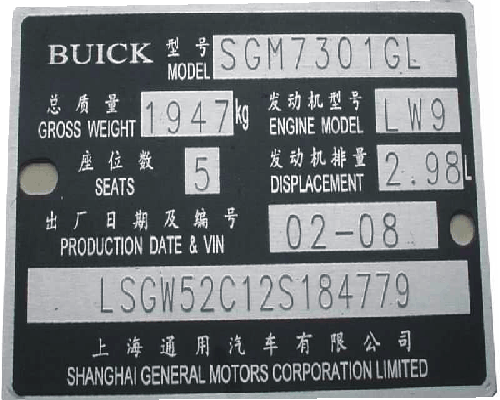 BUICK 型号 MODEL SGM7301GL
总质量 GROSS WEIGHT 1947 kg
发动机型号 ENGINE MODEL LW9
座位数 SEATS 5
发动机排量 DISPLACEMENT 2.98 L
出厂日期及编号
PRODUCTION DATE & VIN 02-08
LSGW52C12S184779
上海通用汽车有限公司
SHANGHAI GENERAL MOTORS CORPORATION LIMITED